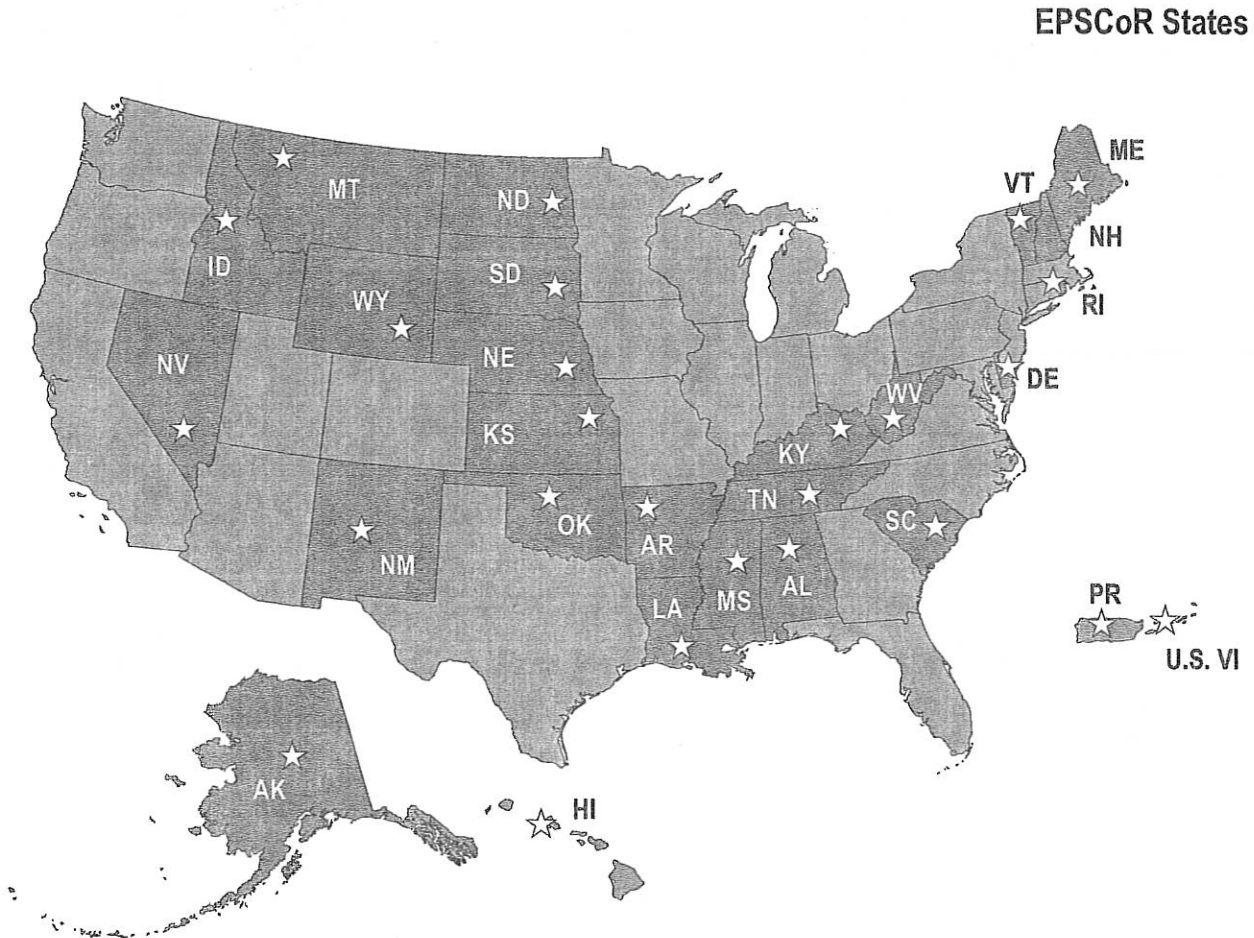 EPSCoR States
ME
VT
MT
ND
NH
ID
SD
WY
RI
NE
NV
DE
WV
KS
KY
TN
SC
OK
AR
NM
AL
PR
MS
LA
U.S. VI
AK
HI